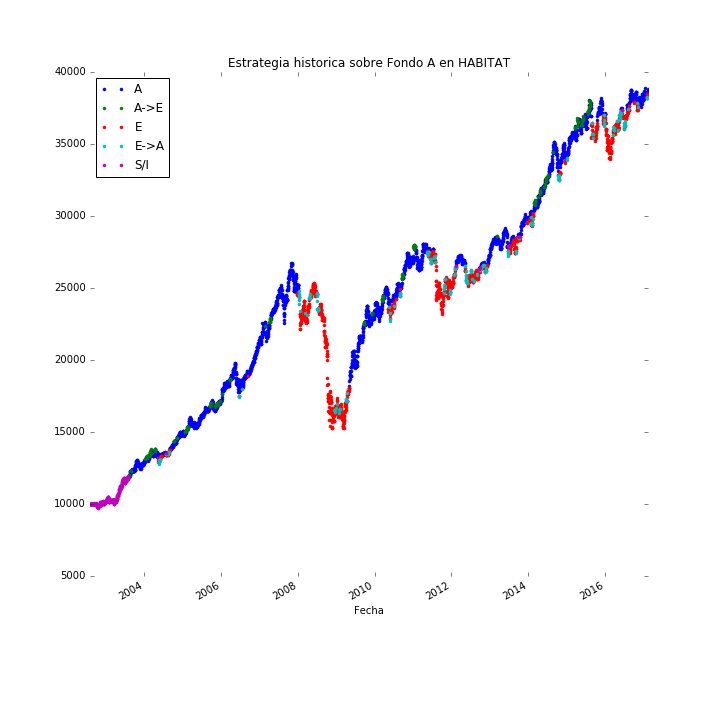 Estrategia historica sobre Fondo A en HABITAT
40000
35000
30000
25000
20000
15000
10000
5000
A
A->E
E
E->A
S/I
2004
2006
2008
2010
2012
2014
2016
Fecha